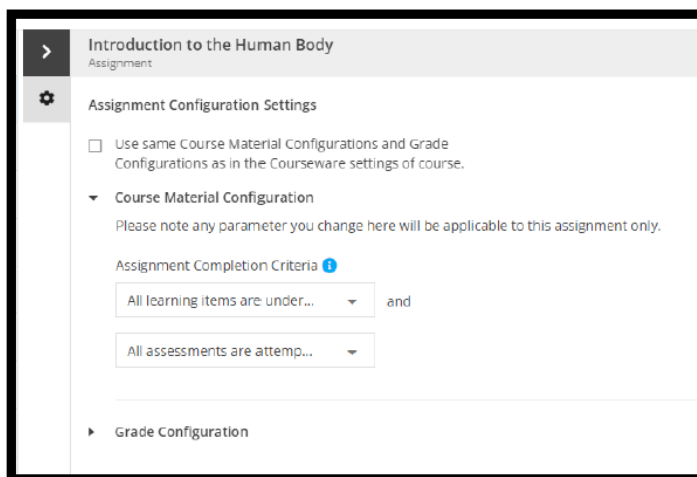 Introduction to the Human Body
Assignment
Assignment Configuration Settings
Use same Course Material Configurations and Grade
Configurations as in the Courseware settings of course.
Course Material Configuration
Please note any parameter you change here will be applicable to this assignment only.
Assignment Completion Criteria
All learning items are under... and
All assessments are attemp...
Grade Configuration